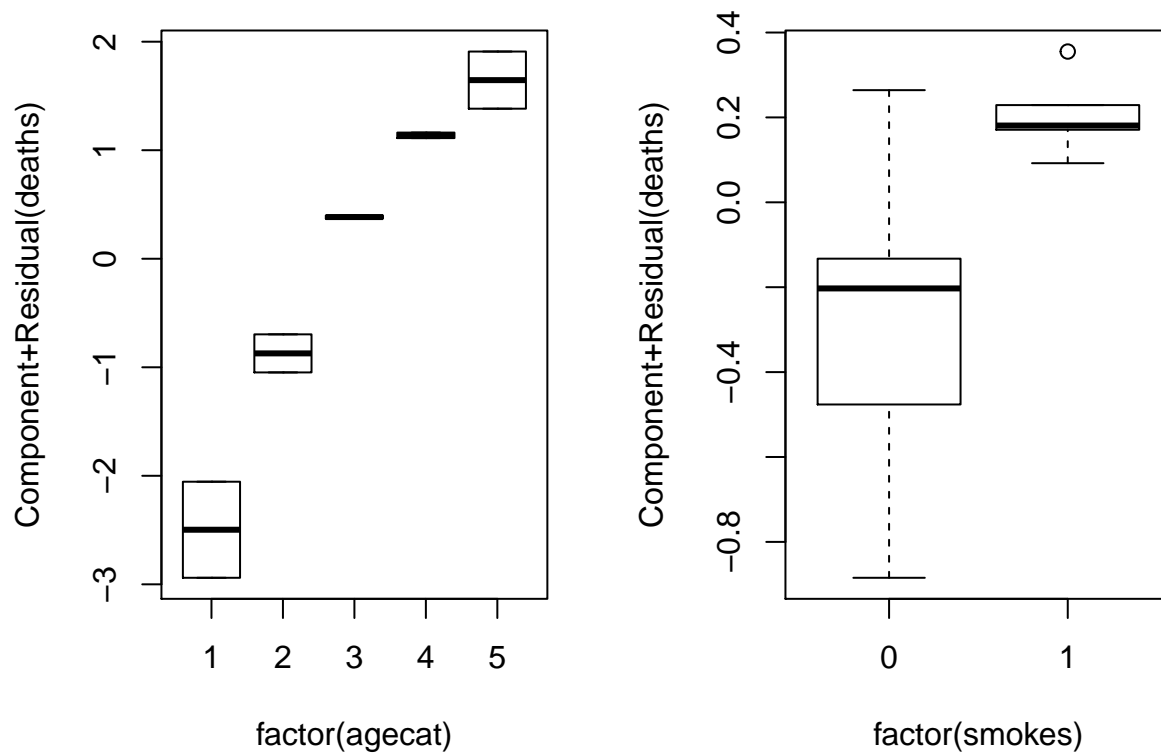 Component+Residual(deaths)
2
1
0
−1
−2
−3
1 2 3 4 5
factor(agecat)
Component+Residual(deaths)
0.4
0.2
0.0
−0.4
−0.8
0 1
factor(smokes)